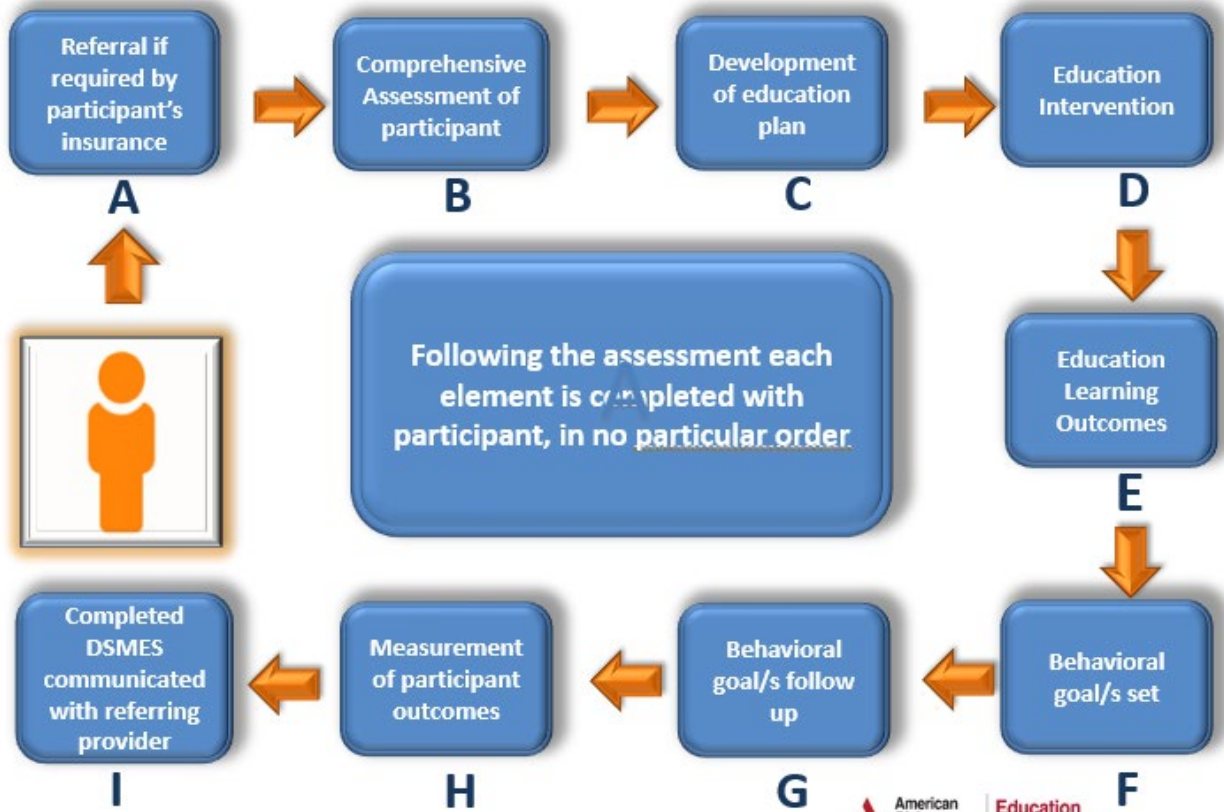 Referral if
required by
participant's
insurance
A
Comprehensive
Assessment of
participant
B
Development
of education
plan
C
Education
Intervention
D
Following the assessment each
element is completed with
participant, in no particular order
A
Education
Learning
Outcomes
E
Completed
DSMES
communicated
with referring
provider
I
Measurement
of participant
outcomes
H
Behavioral
goal/s follow
up
G
Behavioral
goal/s set
F
American
Education